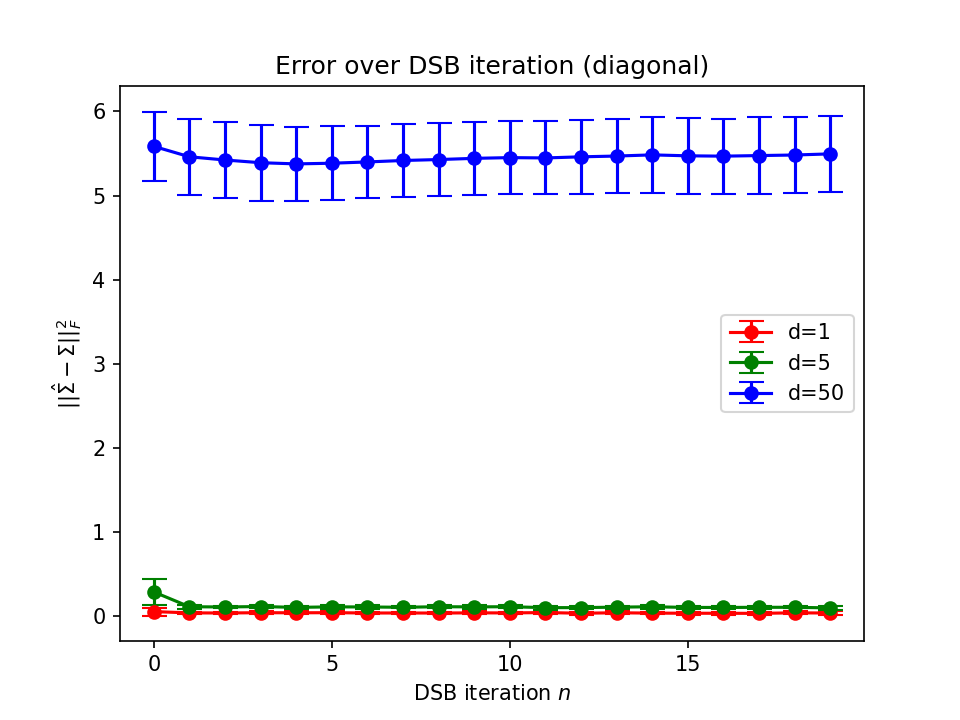 Error over DSB iteration (diagonal)
||Σ̂ − Σ||²_F
6
5
4
3
2
1
0
d=1
d=5
d=50
0 5 10 15
DSB iteration n